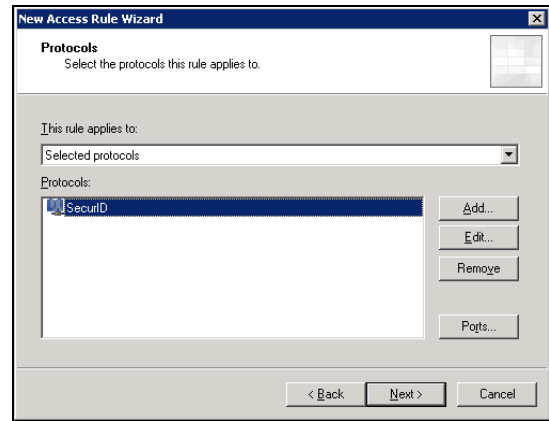 New Access Rule Wizard
Protocols
Select the protocols this rule applies to.
This rule applies to:
Selected protocols
Protocols:
SecurID
Add...
Edit...
Remove
Ports...
< Back
Next >
Cancel